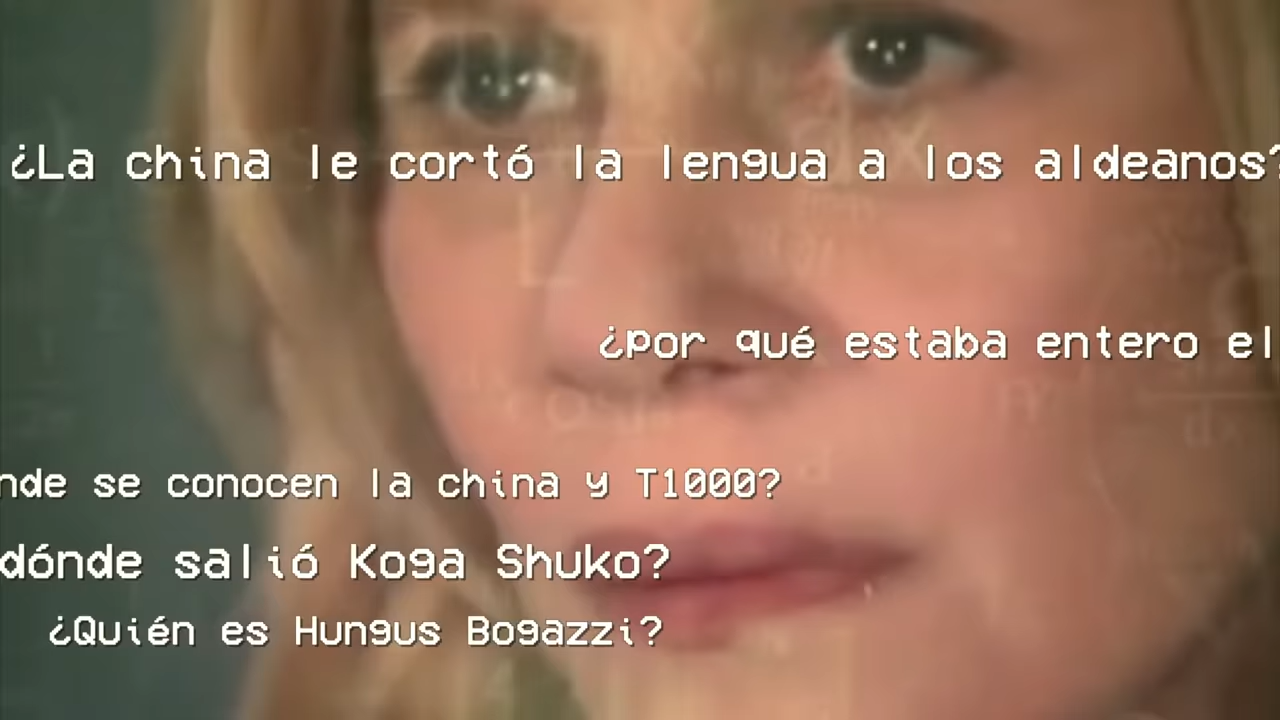 ¿La china le cortó la lengua a los aldeanos?
¿por qué estaba entero el
nde se conocen la china y T1000?
dónde salió Koga Shuko?
¿Quién es Hungus Bogazzi?